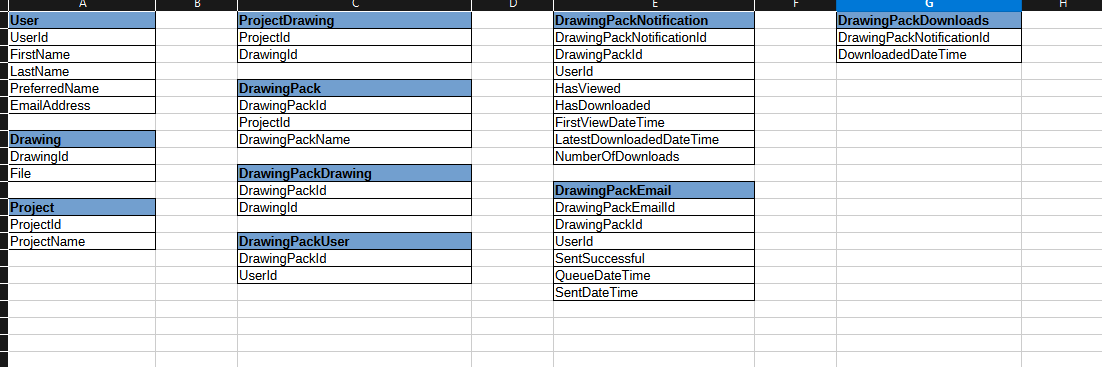 A B C D E F G H
User
UserId
FirstName
LastName
PreferredName
EmailAddress
Drawing
DrawingId
File
Project
ProjectId
ProjectName
ProjectDrawing
ProjectId
DrawingId
DrawingPack
DrawingPackId
ProjectId
DrawingPackName
DrawingPackDrawing
DrawingPackId
DrawingId
DrawingPackUser
DrawingPackId
UserId
DrawingPackNotification
DrawingPackNotificationId
DrawingPackId
UserId
HasViewed
HasDownloaded
FirstViewDateTime
LatestDownloadedDateTime
NumberOfDownloads
DrawingPackEmail
DrawingPackEmailId
DrawingPackId
UserId
SentSuccessful
QueueDateTime
SentDateTime
DrawingPackDownloads
DrawingPackNotificationId
DownloadedDateTime